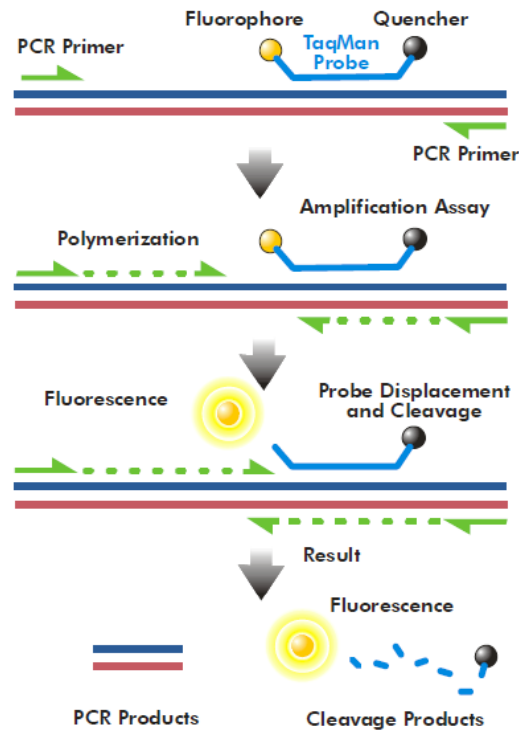 Fluorophore
Quencher
PCR Primer
TaqMan
Probe
PCR Primer
Amplification Assay
Polymerization
Fluorescence
Probe Displacement
and Cleavage
Result
Fluorescence
PCR Products
Cleavage Products